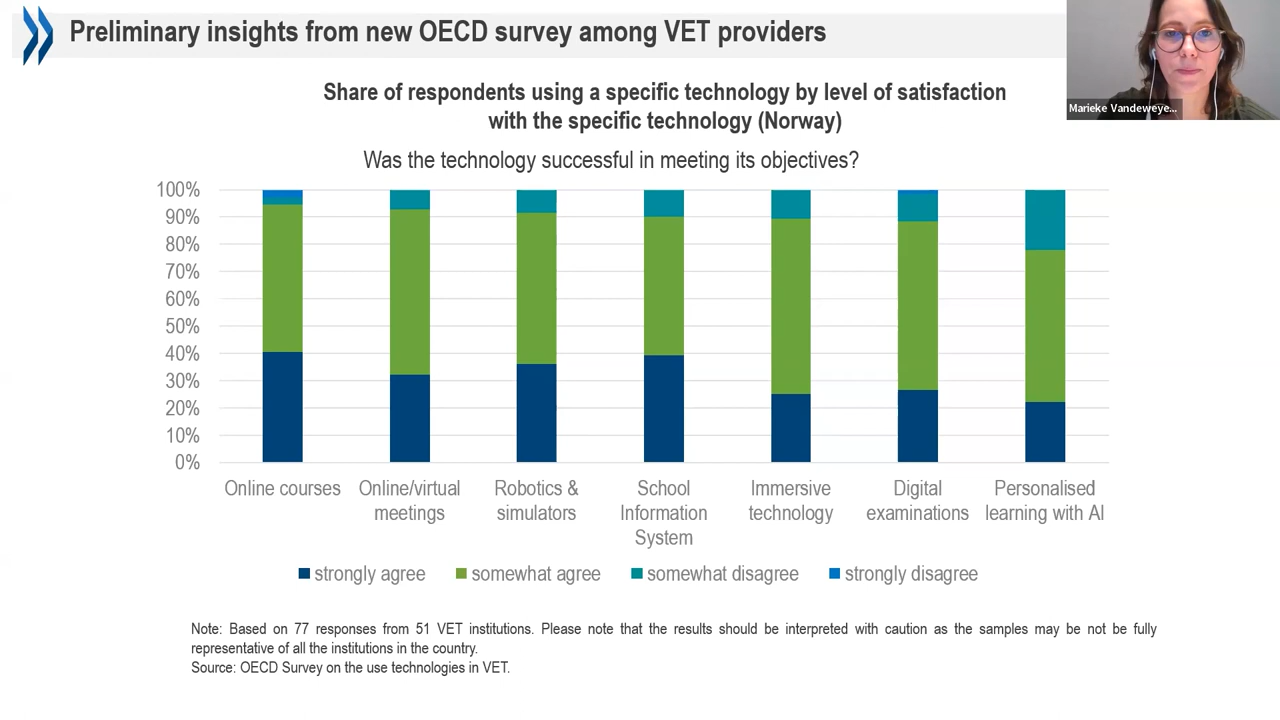 Preliminary insights from new OECD survey among VET providers
Marieke Vandeweye...
Share of respondents using a specific technology by level of satisfaction
with the specific technology (Norway)
Was the technology successful in meeting its objectives?
100%
90%
80%
70%
60%
50%
40%
30%
20%
10%
0%
Online courses
Online/virtual
meetings
Robotics &
simulators
School
Information
System
Immersive
technology
Digital
examinations
Personalised
learning with AI
strongly agree
somewhat agree
somewhat disagree
strongly disagree
Note: Based on 77 responses from 51 VET institutions. Please note that the results should be interpreted with caution as the samples may be not be fully
representative of all the institutions in the country.
Source: OECD Survey on the use technologies in VET.